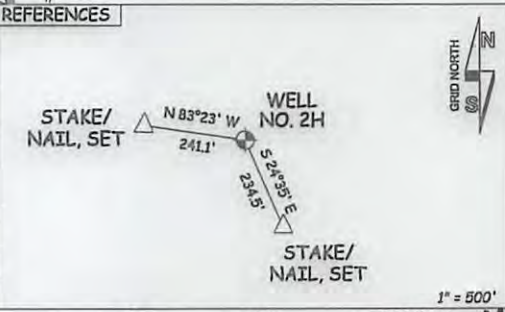 REFERENCES
N
GRID NORTH
S
WELL
NO. 2H
STAKE/
NAIL, SET
N 83°23' W
241.1'
S 24°35' E
234.5'
STAKE/
NAIL, SET
1" = 500'